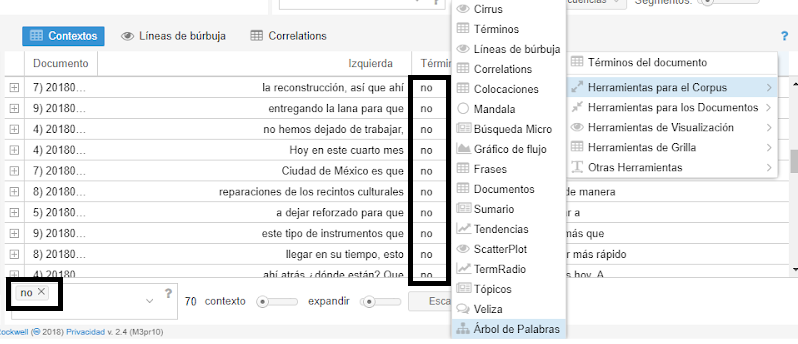 cuencias Segmentos:
Contextos Líneas de búrbuja Correlations ?
Documento Izquierda Térmi
7) 20180... la reconstrucción, así que ahí no
9) 20180... entregando la lana para que no
4) 20180... no hemos dejado de trabajar, no
4) 20180... Hoy en este cuarto mes no
7) 20180... Ciudad de México es que no
8) 20180... reparaciones de los recintos culturales no de manera
5) 20180... a dejar reforzado para que no ar a
9) 20180... este tipo de instrumentos que no más que
8) 20180... llegar en su tiempo, esto no r más rápido
4) 20180 ahí atrás ¿dónde están? Que no s hoy. A
Cirrus
Términos
Líneas de búrbuja
Correlations
Colocaciones
Mandala
Búsqueda Micro
Gráfico de flujo
Frases
Documentos
Sumario
Tendencias
ScatterPlot
TermRadio
Tópicos
Veliza
Árbol de Palabras
Términos del documento
Herramientas para el Corpus
Herramientas para los Documentos
Herramientas de Visualización
Herramientas de Grilla
Otras Herramientas
no × ? 70 contexto expandir Esca
ockwell (@ 2018) Privacidad v. 2.4 (M3pr10)